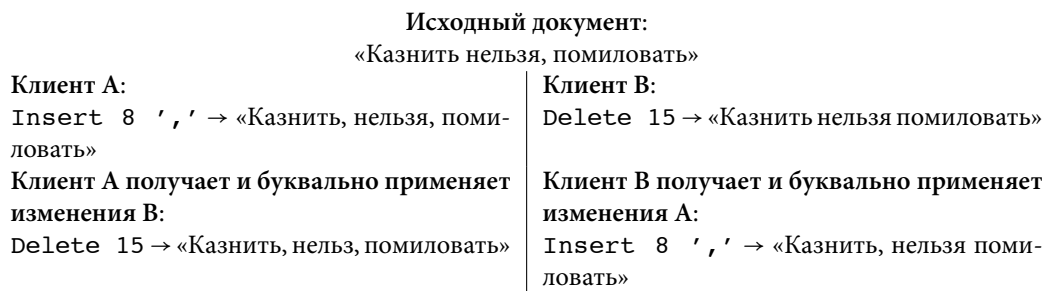 Исходный документ:
«Казнить нельзя, помиловать»
Клиент А:
Insert 8 ',' → «Казнить, нельзя, поми-
ловать»
Клиент А получает и буквально применяет
изменения B:
Delete 15 → «Казнить, нельз, помиловать»
Клиент B:
Delete 15 → «Казнить нельзя помиловать»
Клиент B получает и буквально применяет
изменения А:
Insert 8 ',' → «Казнить, нельзя поми-
ловать»